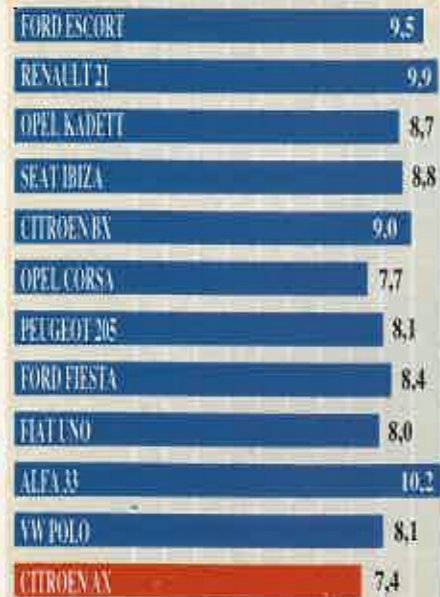 FORD ESCORT 9.5
RENAULT 21 9,9
OPEL KADETT 8,7
SEAT IBIZA 8,8
CITROEN BX 9.0
OPEL CORSA 7,7
PEUGEOT 205 8,1
FORD FIESTA 8,4
FIAT UNO 8,0
ALFA 33 10.2
VW POLO 8,1
CITROEN AX 7,4